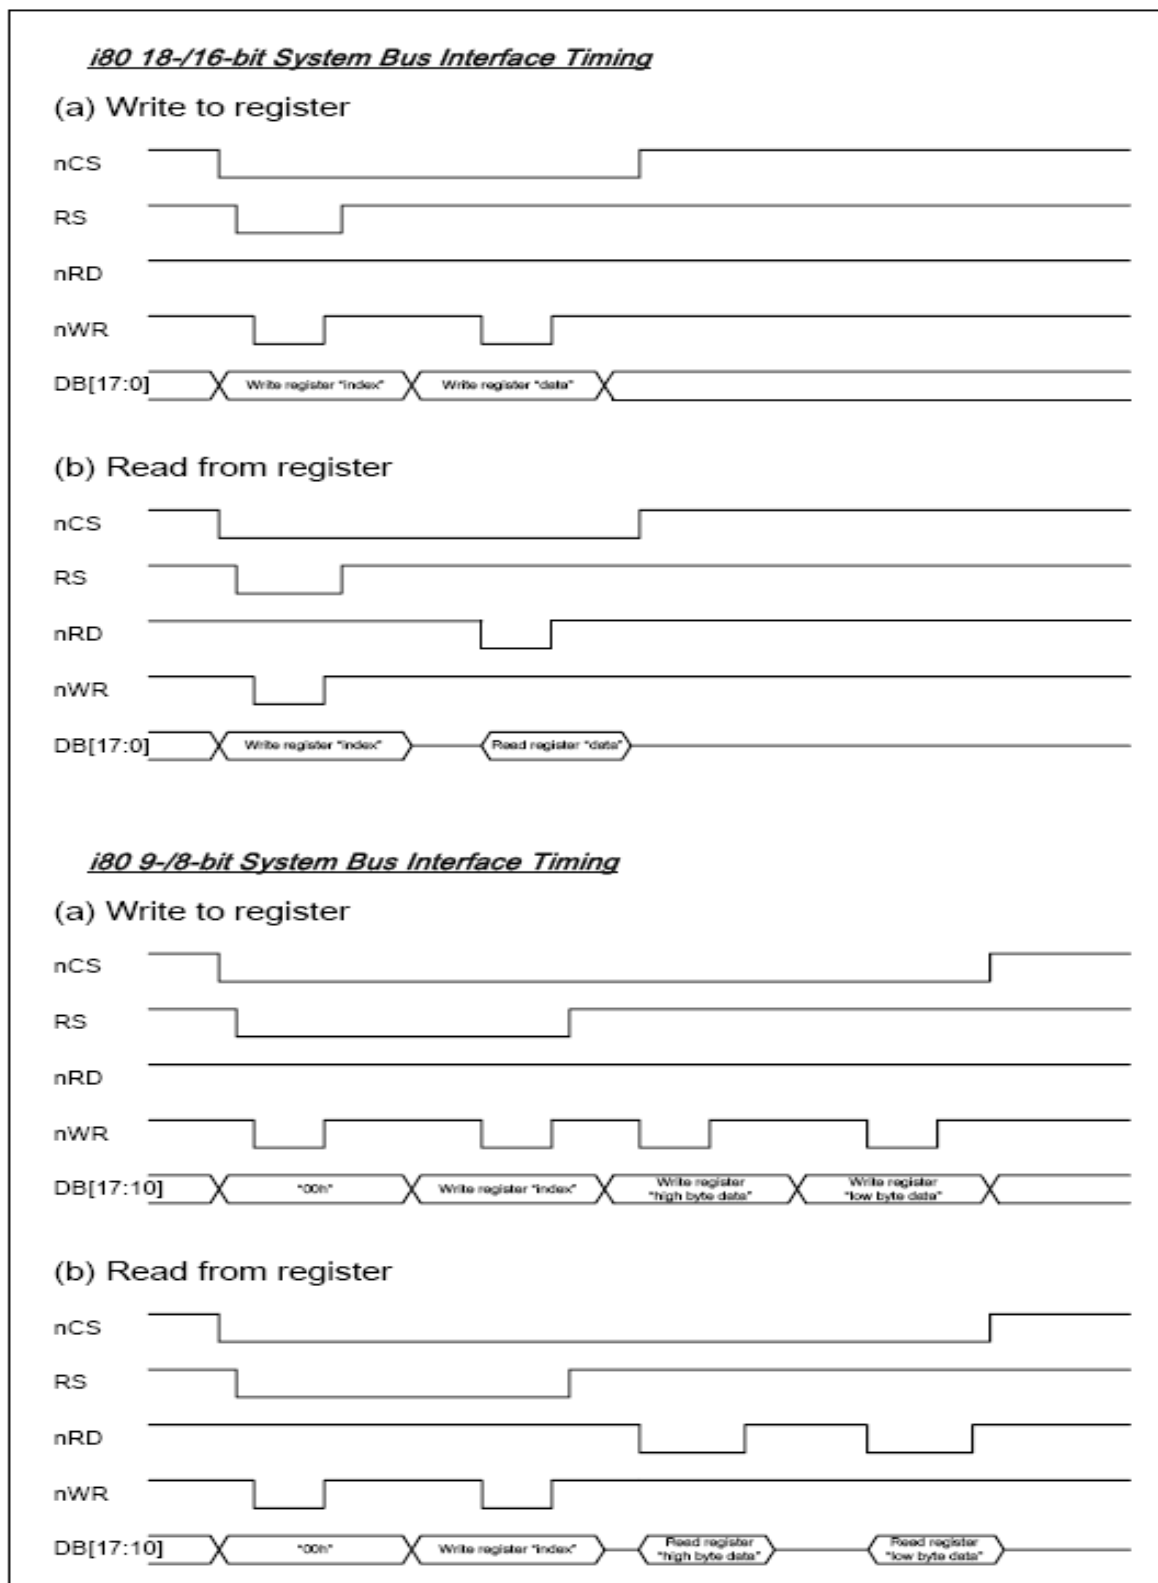 i80 18-/16-bit System Bus Interface Timing
(a) Write to register
nCS
RS
nRD
nWR
DB[17:0]
Write register "index"
Write register "data"
(b) Read from register
nCS
RS
nRD
nWR
DB[17:0]
Write register "index"
Read register "data"
i80 9-/8-bit System Bus Interface Timing
(a) Write to register
nCS
RS
nRD
nWR
DB[17:10]
"00h"
Write register "index"
Write register
"high byte data"
Write register
"low byte data"
(b) Read from register
nCS
RS
nRD
nWR
DB[17:10]
"00h"
Write register "index"
Read register
"high byte data"
Read register
"low byte data"